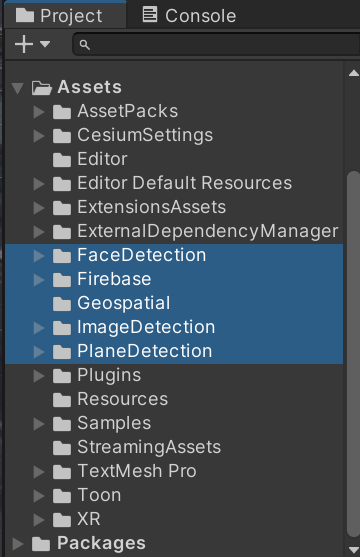 Project Console
Assets
AssetPacks
CesiumSettings
Editor
Editor Default Resources
ExtensionsAssets
ExternalDependencyManager
FaceDetection
Firebase
Geospatial
ImageDetection
PlaneDetection
Plugins
Resources
Samples
StreamingAssets
TextMesh Pro
Toon
XR
Packages